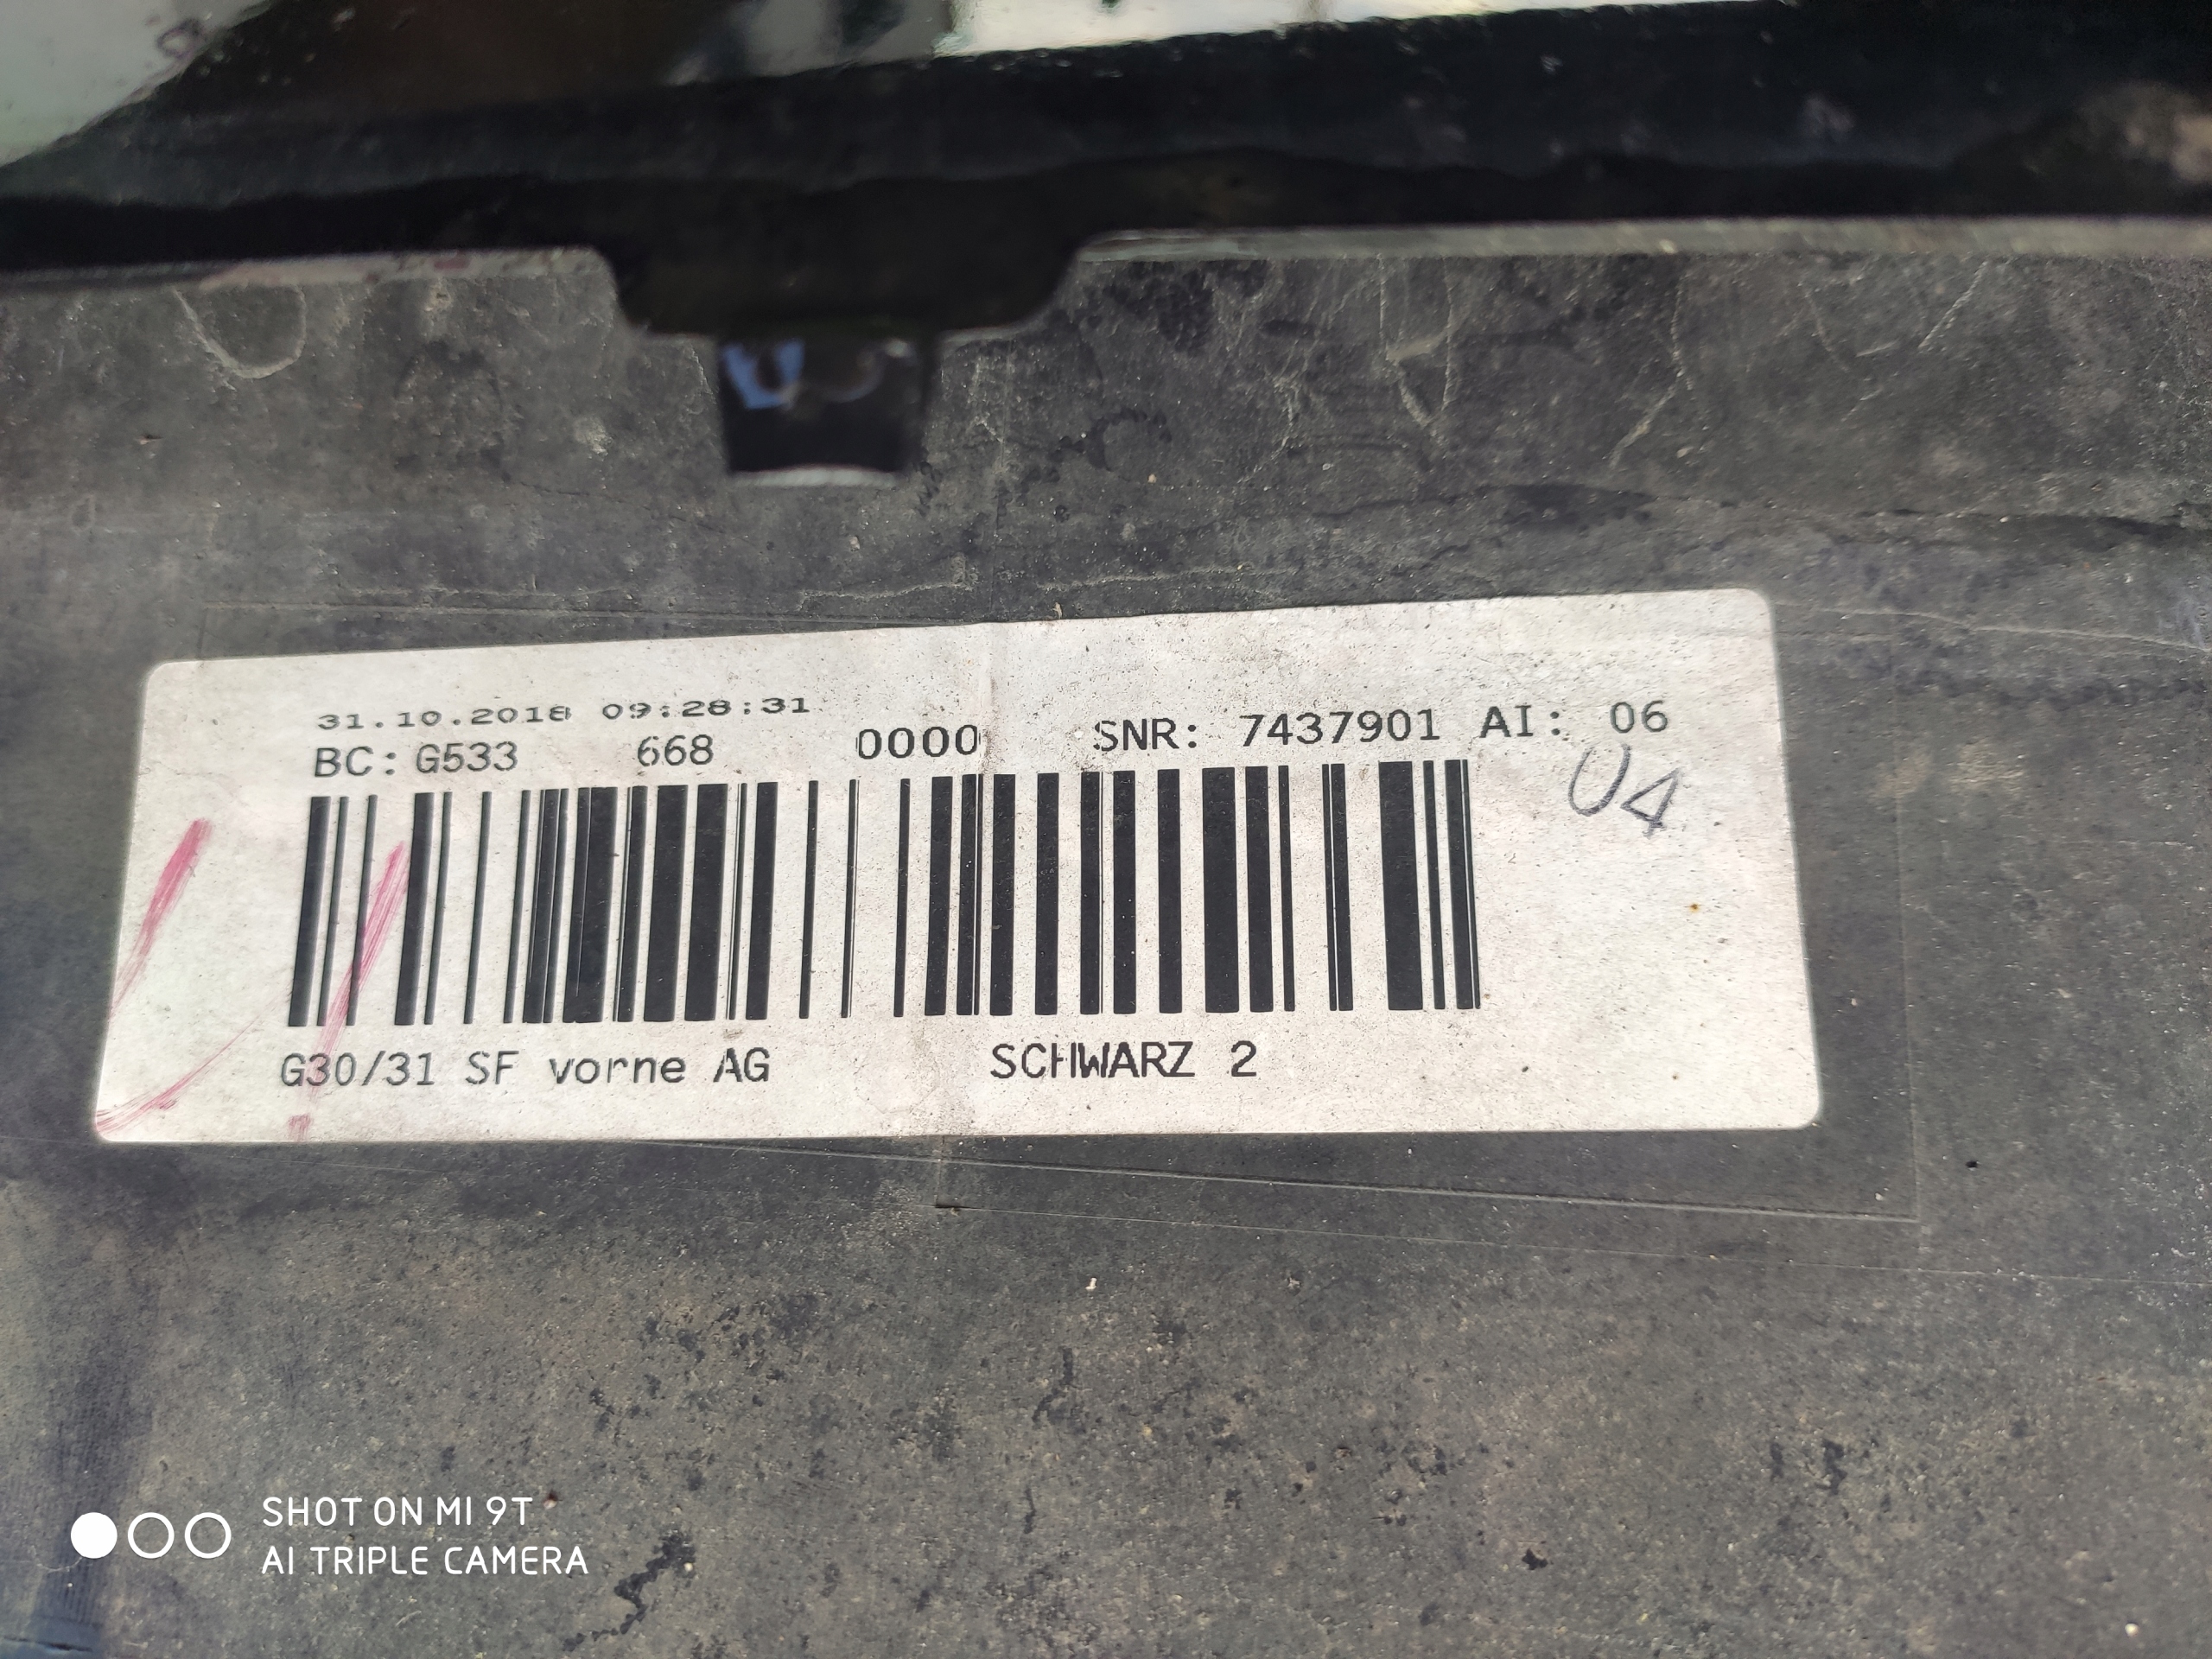 31.10.2018 09:28:31
BC: G533 668 0000 SNR: 7437901 AI: 06
04
G30/31 SF vorne AG SCHWARZ 2
SHOT ON MI 9T
AI TRIPLE CAMERA